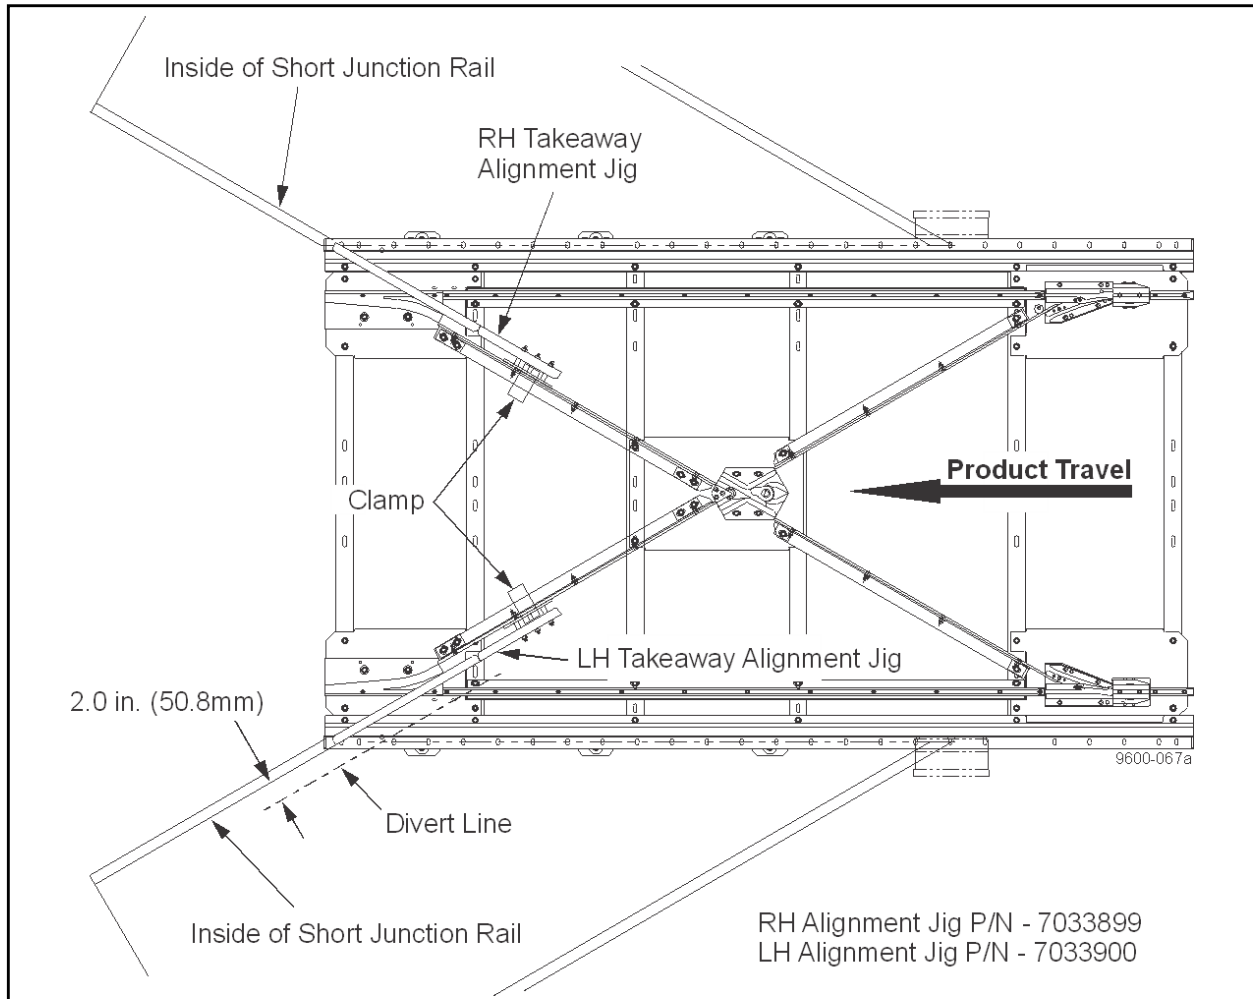 Inside of Short Junction Rail
RH Takeaway
Alignment Jig
Product Travel
Clamp
LH Takeaway Alignment Jig
2.0 in. (50.8mm)
9600-067a
Divert Line
Inside of Short Junction Rail
RH Alignment Jig P/N - 7033899
LH Alignment Jig P/N - 7033900